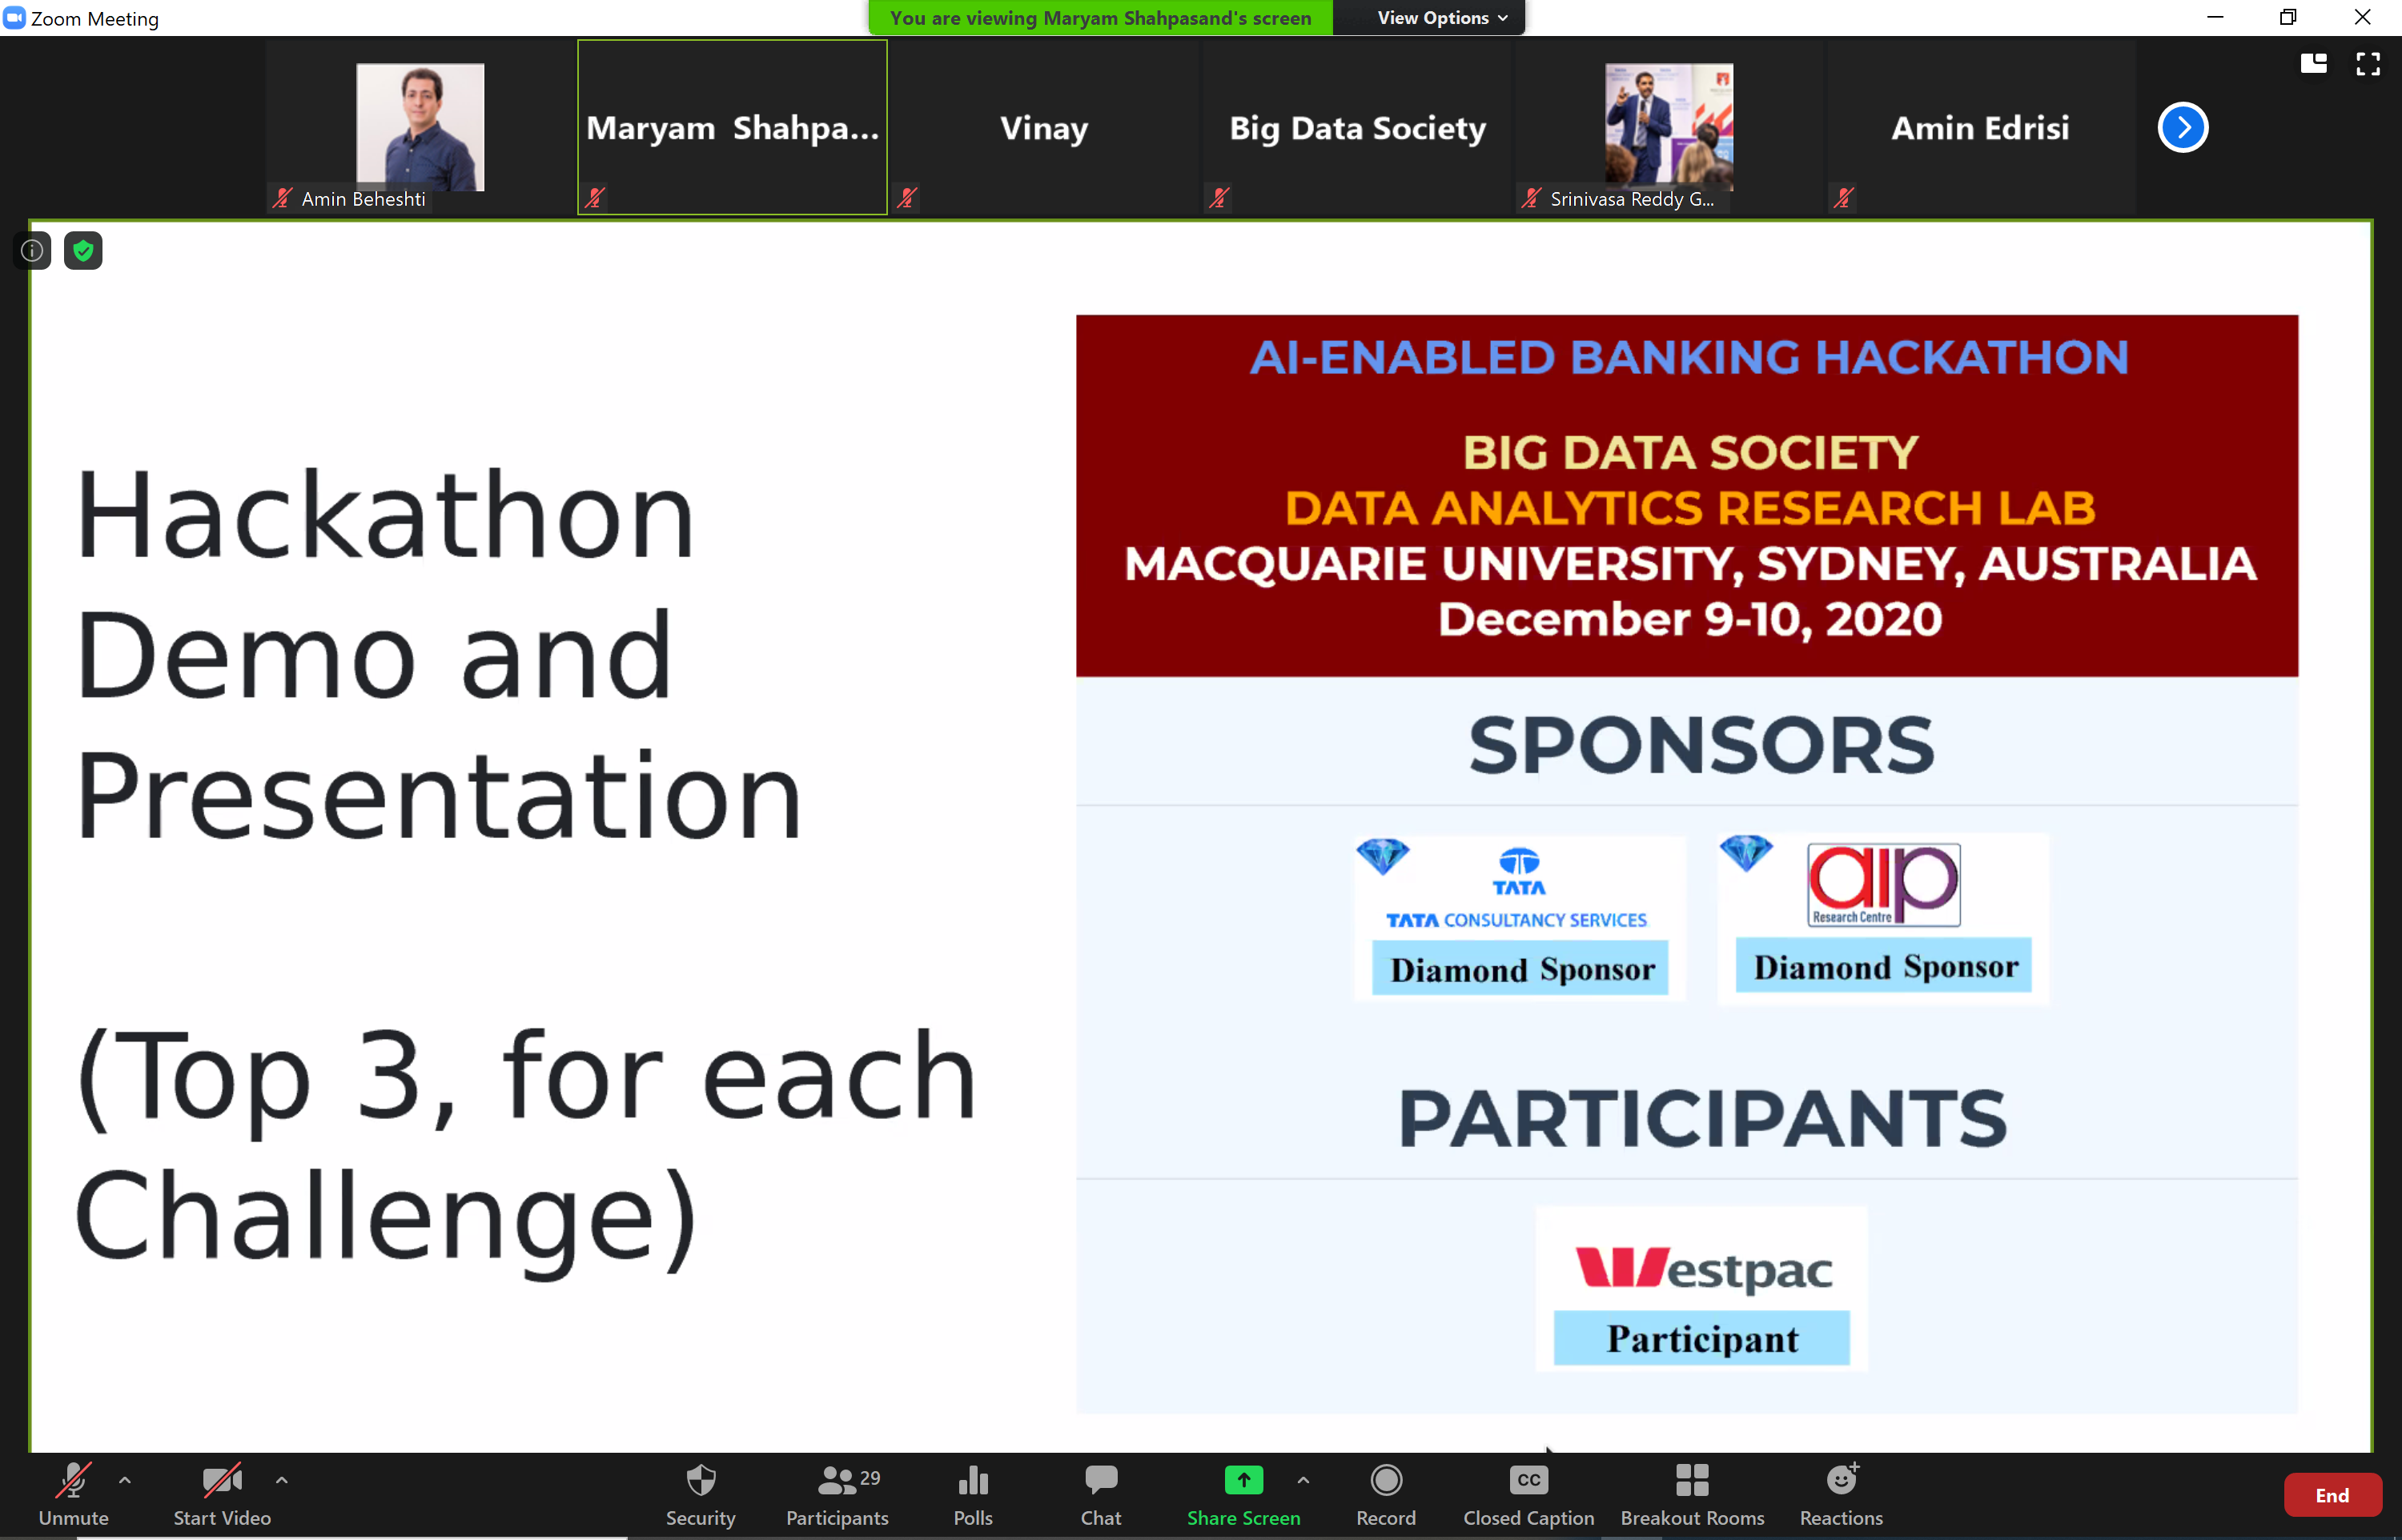 Zoom Meeting
You are viewing Maryam Shahpasand's screen
View Options
Amin Beheshti
Maryam Shahpa...
Vinay
Big Data Society
Srinivasa Reddy G...
Amin Edrisi
Hackathon
Demo and
Presentation
(Top 3, for each
Challenge)
AI-ENABLED BANKING HACKATHON
BIG DATA SOCIETY
DATA ANALYTICS RESEARCH LAB
MACQUARIE UNIVERSITY, SYDNEY, AUSTRALIA
December 9-10, 2020
SPONSORS
TATA
TATA CONSULTANCY SERVICES
Diamond Sponsor
aip
Research Centre
Diamond Sponsor
PARTICIPANTS
Westpac
Participant
Unmute
Start Video
Security
29
Participants
Polls
Chat
Share Screen
Record
CC
Closed Caption
Breakout Rooms
Reactions
End